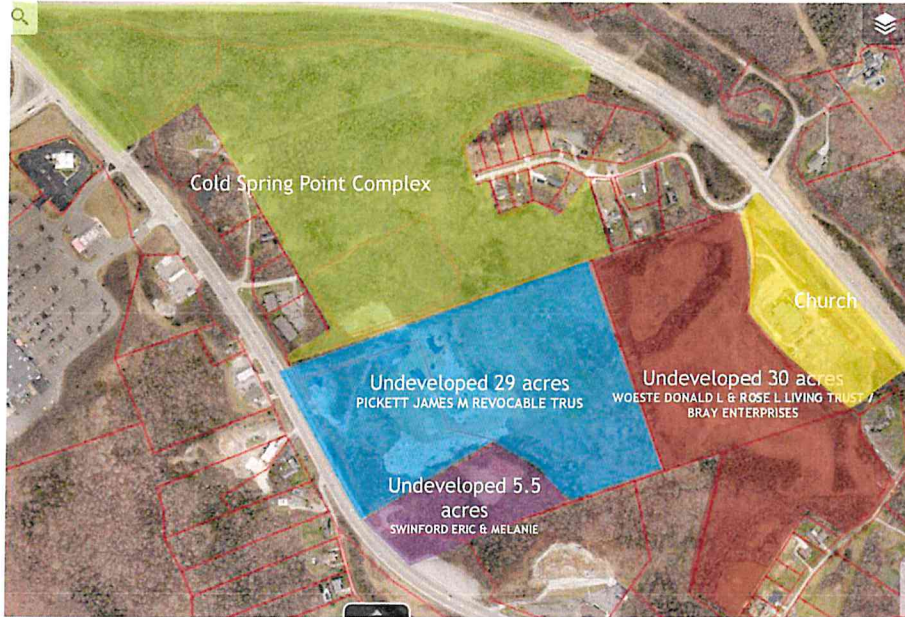 Cold Spring Point Complex
Church
Undeveloped 29 acres
PICKETT JAMES M REVOCABLE TRUS
Undeveloped 30 acres
WOESTE DONALD L & ROSE L LIVING TRUST /
BRAY ENTERPRISES
Undeveloped 5.5
acres
SWINFORD ERIC & MELANIE